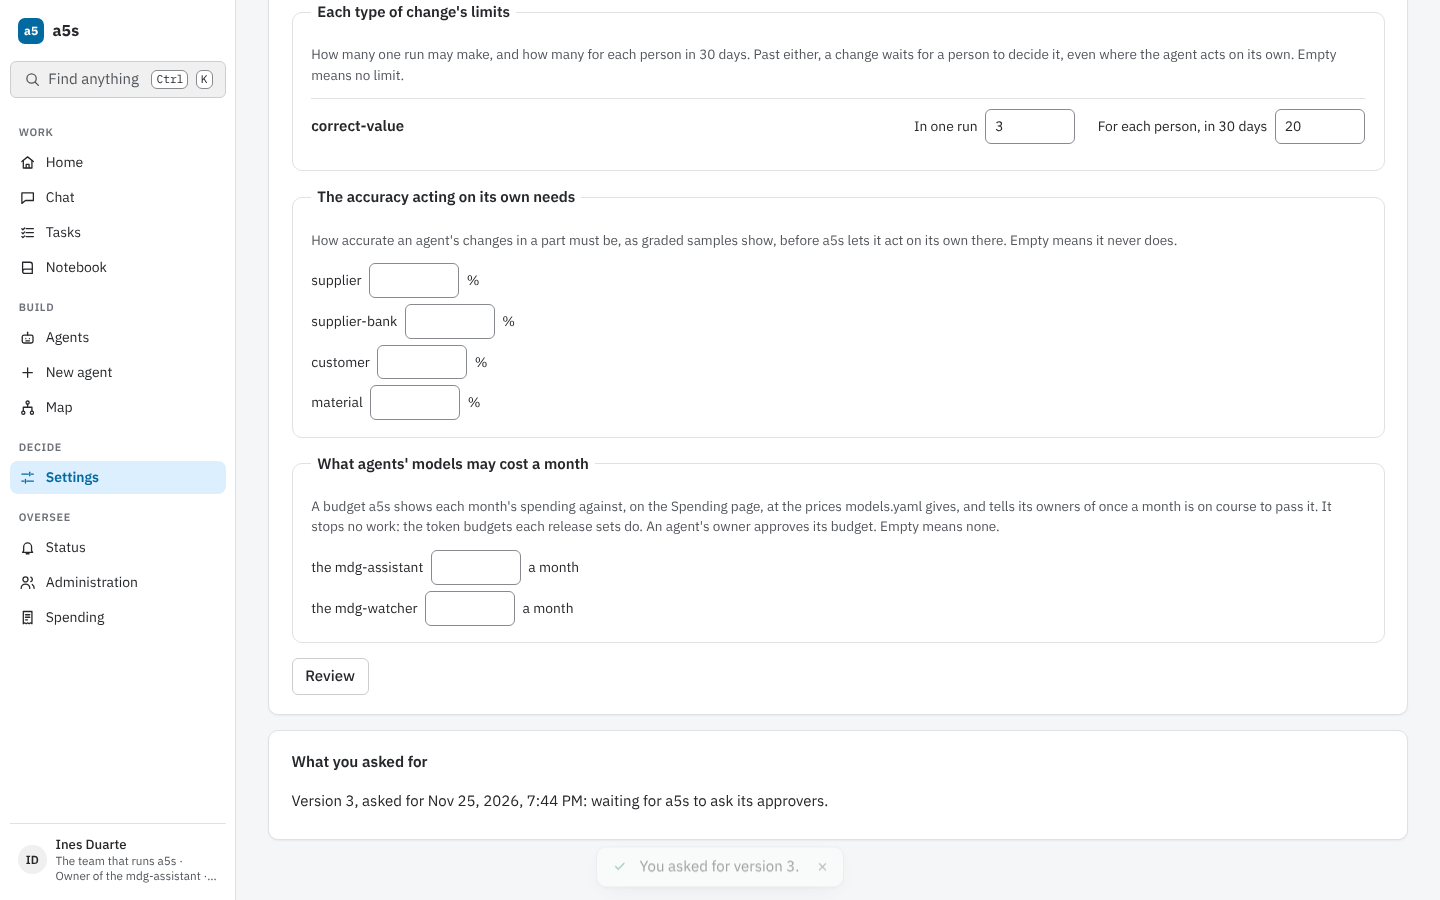 a5 a5s
Find anything Ctrl K
WORK
Home
Chat
Tasks
Notebook
BUILD
Agents
New agent
Map
DECIDE
Settings
OVERSEE
Status
Administration
Spending
ID Ines Duarte
The team that runs a5s ·
Owner of the mdg-assistant ·...
Each type of change's limits
How many one run may make, and how many for each person in 30 days. Past either, a change waits for a person to decide it, even where the agent acts on its own. Empty
means no limit.
correct-value In one run 3 For each person, in 30 days 20
The accuracy acting on its own needs
How accurate an agent's changes in a part must be, as graded samples show, before a5s lets it act on its own there. Empty means it never does.
supplier %
supplier-bank %
customer %
material %
What agents' models may cost a month
A budget a5s shows each month's spending against, on the Spending page, at the prices models.yaml gives, and tells its owners of once a month is on course to pass it. It
stops no work: the token budgets each release sets do. An agent's owner approves its budget. Empty means none.
the mdg-assistant a month
the mdg-watcher a month
Review
What you asked for
Version 3, asked for Nov 25, 2026, 7:44 PM: waiting for a5s to ask its approvers.
You asked for version 3.